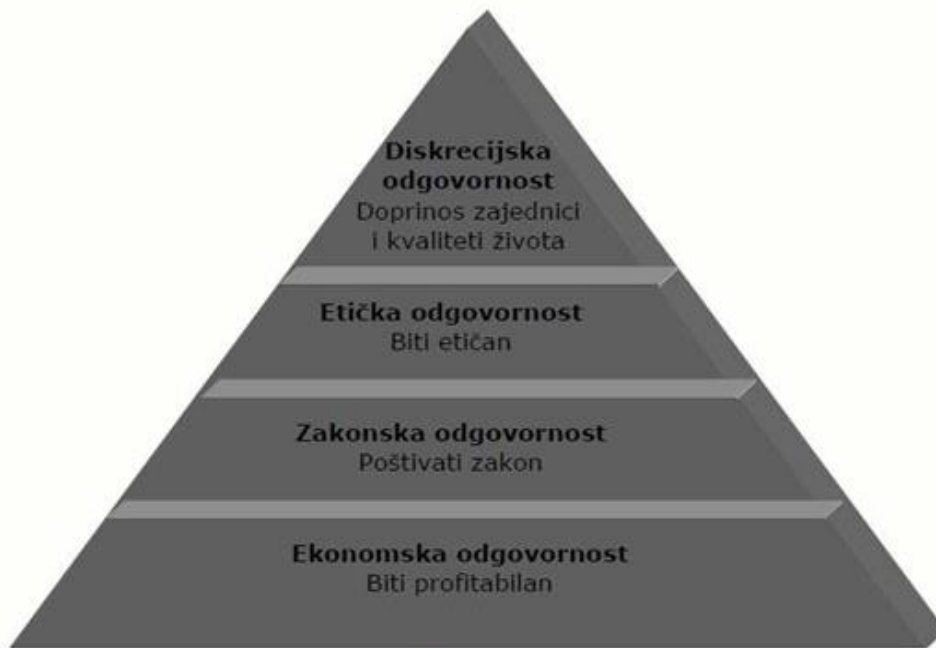 Diskrecijska
odgovornost
Doprinos zajednici
i kvaliteti života
Etička odgovornost
Biti etičan
Zakonska odgovornost
Poštivati zakon
Ekonomska odgovornost
Biti profitabilan